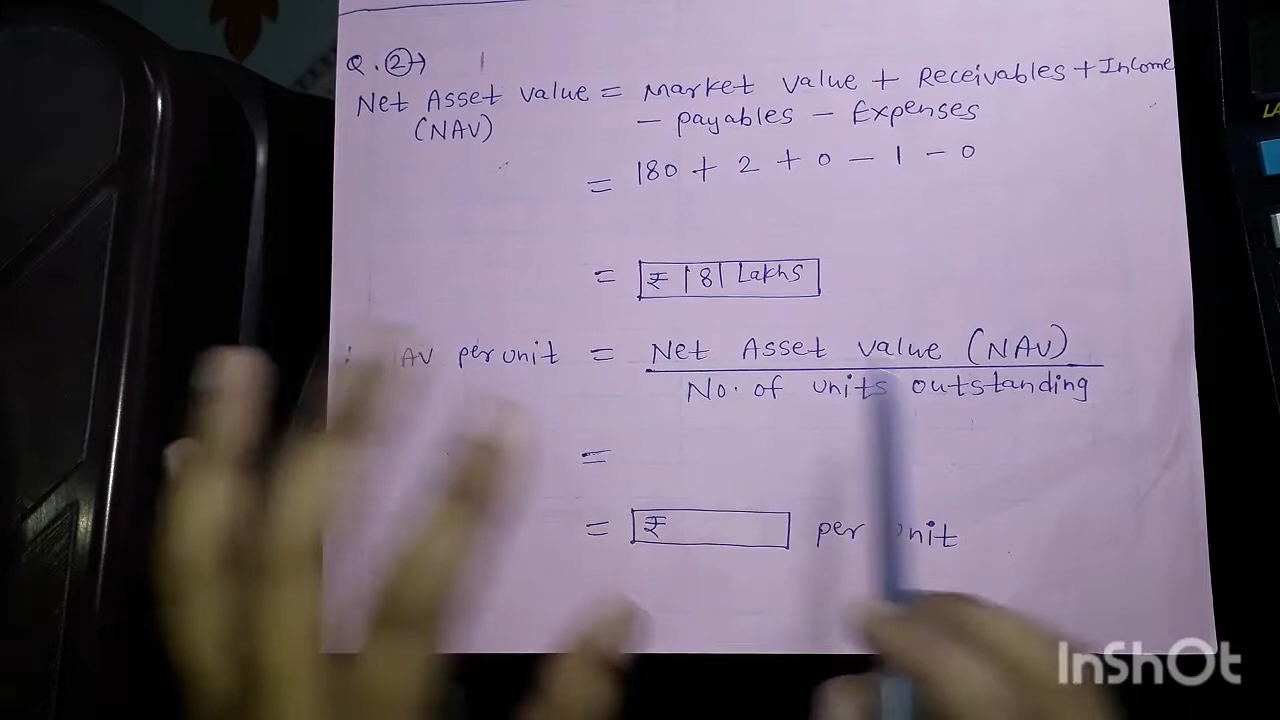 Q. ②→
Net Asset value = Market value + Receivables + Income
(NAV) - payables - Expenses
= 180 + 2 + 0 - 1 - 0
= ₹ 181 Lakhs
: AV per unit = Net Asset value (NAV)
No. of units outstanding
=
= ₹ per nit
InShOt